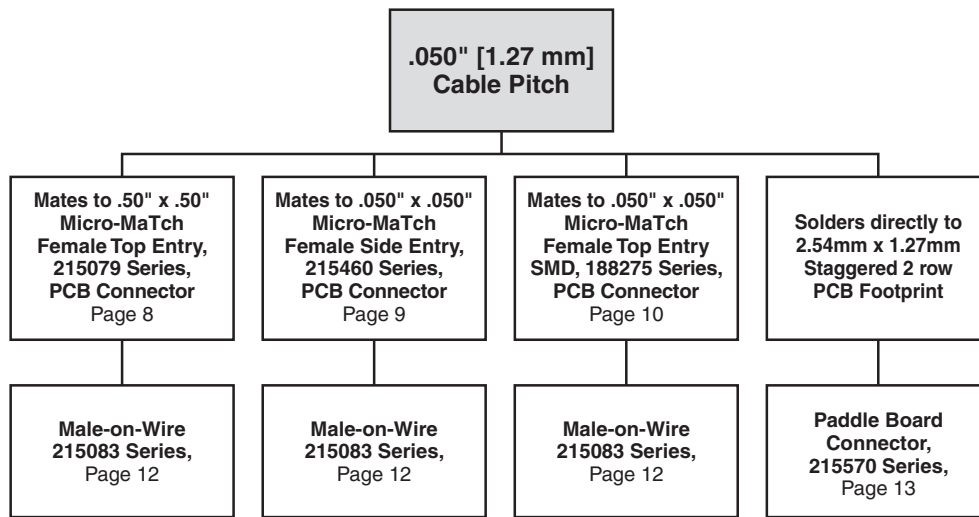 .050" [1.27 mm]
Cable Pitch
Mates to .50" x .50"
Micro-MaTch
Female Top Entry,
215079 Series,
PCB Connector
Page 8
Mates to .050" x .050"
Micro-MaTch
Female Side Entry,
215460 Series,
PCB Connector
Page 9
Mates to .050" x .050"
Micro-MaTch
Female Top Entry
SMD, 188275 Series,
PCB Connector
Page 10
Solders directly to
2.54mm x 1.27mm
Staggered 2 row
PCB Footprint
Male-on-Wire
215083 Series,
Page 12
Male-on-Wire
215083 Series,
Page 12
Male-on-Wire
215083 Series,
Page 12
Paddle Board
Connector,
215570 Series,
Page 13